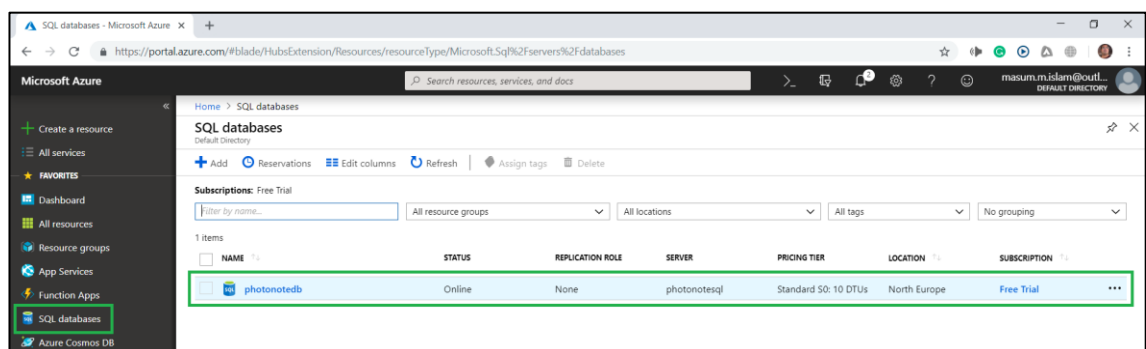 SQL databases - Microsoft Azure
https://portal.azure.com/#blade/HubsExtension/Resources/resourceType/Microsoft.Sql%2Fservers%2Fdatabases
Microsoft Azure
Search resources, services, and docs
2
masum.m.islam@outl...
DEFAULT DIRECTORY
Create a resource
All services
FAVORITES
Dashboard
All resources
Resource groups
App Services
Function Apps
SQL databases
Azure Cosmos DB
Home > SQL databases
SQL databases
Default Directory
Add Reservations Edit columns Refresh Assign tags Delete
Subscriptions: Free Trial
Filter by name... All resource groups All locations All tags No grouping
1 items
NAME STATUS REPLICATION ROLE SERVER PRICING TIER LOCATION SUBSCRIPTION
SQL photonotedb Online None photonotesql Standard S0: 10 DTUs North Europe Free Trial